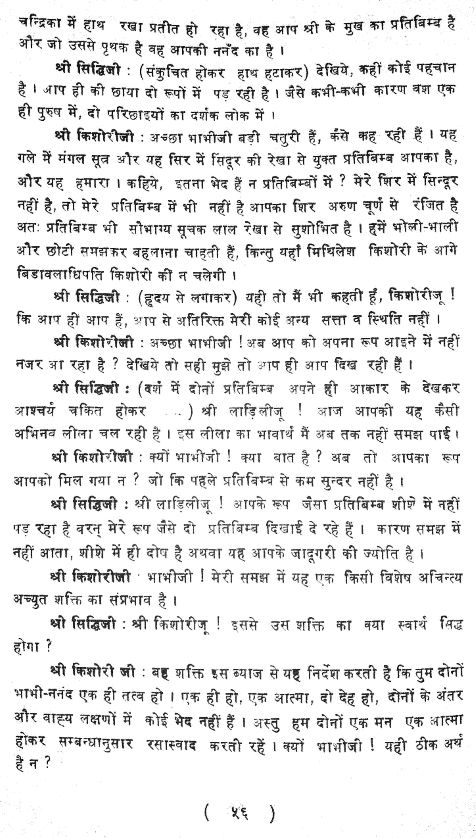 चन्द्रिका में हाथ रखा प्रतीत हो रहा है, वह आप श्री के मुख का प्रतिबिम्ब है
और जो उससे पृथक है वह आपकी ननँद का है।
श्री सिद्धिजी : (संकुचित होकर हाथ हटाकर) देखिये, कहीं कोई पहचान
है। आप ही की छाया दो रूपों में पड़ रही है। जैसे कभी-कभी कारण वश एक
ही पुरुष में, दो परिछाइयों का दर्शक लोक में।
श्री किशोरीजी : अच्छा भाभीजी बड़ी चतुरी हैं, कैसे कह रही हैं। यह
गले में मंगल सूत्र और यह सिर में सिंदूर की रेखा से युक्त प्रतिबिम्ब आपका है,
और यह हमारा। कहिये, इतना भेद हैं न प्रतिबिम्बों में ? मेरे शिर में सिन्दूर
नहीं है, तो मेरे प्रतिबिम्ब में भी नहीं है आपका शिर अरुण चूर्ण से रंजित है
अतः प्रतिबिम्ब भी सौभाग्य सूचक लाल रेखा से सुशोभित है। हमें भोली-भाली
और छोटी समझकर बहलाना चाहती हैं, किन्तु यहाँ मिथिलेश किशोरी के आगे
बिडावलाधिपति किशोरी की न चलेगी।
श्री सिद्धिजी : (हृदय से लगाकर) यही तो मैं भी कहती हूँ, किशोरीजू !
कि आप ही आप हैं, आप से अतिरिक्त मेरी कोई अन्य सत्ता व स्थिति नहीं।
श्री किशोरीजी : अच्छा भाभीजी ! अब आप को अपना रूप आइने में नहीं
नजर आ रहा है ? देखिये तो सही मुझे तो आप ही आप दिख रही हैं।
श्री सिद्धिजी : (दर्श में दोनों प्रतिबिम्ब अपने ही आकार के देखकर
आश्चर्य चकित होकर ....) श्री लाड़िलीजू ! आज आपकी यह कैसी
अभिनव लीला चल रही है। इस लीला का भावार्थ मैं अब तक नहीं समझ पाई।
श्री किशोरीजी : क्यों भाभीजी ! क्या बात है ? अब तो आपका रूप
आपको मिल गया न ? जो कि पहले प्रतिबिम्ब से कम सुन्दर नहीं है।
श्री सिद्धिजी : श्री लाड़िलीजू ! आपके रूप जैसा प्रतिबिम्ब शीशे में नहीं
पड़ रहा है वरन् मेरे रूप जैसे दो प्रतिबिम्ब दिखाई दे रहे हैं। कारण समझ में
नहीं आता, शीशे में ही दोष है अथवा यह आपके जादूगरी की ज्योति है।
श्री किशोरीजी भाभीजी ! मेरी समझ में यह एक किसी विशेष अचिन्त्य
अच्युत शक्ति का संप्रभाव है।
श्री सिद्धिजी : श्री किशोरीजू ! इससे उस शक्ति का क्या स्वार्थ सिद्ध
होगा ?
श्री किशोरी जी : बह शक्ति इस ब्याज से यह निर्देश करती है कि तुम दोनों
भाभी-ननंद एक ही तत्व हो। एक ही हो, एक आत्मा, दो देह हो, दोनों के अंतर
और वाह्य लक्षणों में कोई भेद नहीं हैं। अस्तु हम दोनों एक मन एक आत्मा
होकर सम्बन्धानुसार रसास्वाद करती रहें। क्यों भाभीजी ! यही ठीक अर्थ
है न ?
( ५६ )